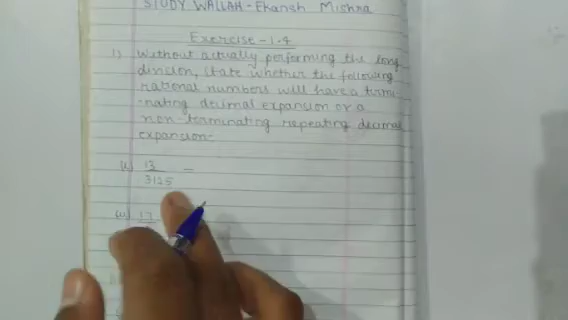 STUDY WALLAH - Ekansh Mishra
Exercise - 1.4
1) Without actually performing the long
division, state whether the following
rational numbers will have a term
-nating decimal expansion or a
non-terminating repeating decimal
expansion-
(i) 13
3125 -
(ii) 17